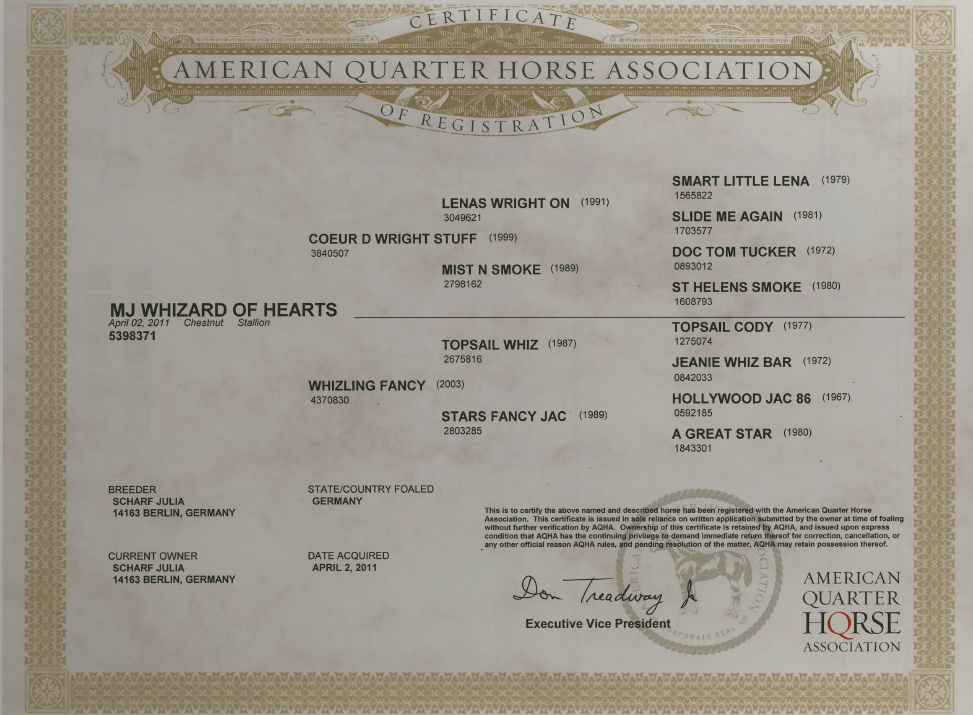 CERTIFICATE
AMERICAN QUARTER HORSE ASSOCIATION
OF REGISTRATION
SMART LITTLE LENA (1979)
1565822
LENAS WRIGHT ON (1991)
3049621
SLIDE ME AGAIN (1981)
1703577
COEUR D WRIGHT STUFF (1999)
3840507
DOC TOM TUCKER (1972)
0893012
MIST N SMOKE (1989)
2798162
ST HELENS SMOKE (1980)
1608793
MJ WHIZARD OF HEARTS
April 02, 2011 Chestnut Stallion
5398371
TOPSAIL CODY (1977)
1275074
TOPSAIL WHIZ (1987)
2675816
JEANIE WHIZ BAR (1972)
0842033
WHIZLING FANCY (2003)
4370830
HOLLYWOOD JAC 86 (1967)
0592185
STARS FANCY JAC (1989)
2803285
A GREAT STAR (1980)
1843301
BREEDER
SCHARF JULIA
14163 BERLIN, GERMANY
STATE/COUNTRY FOALED
GERMANY
CURRENT OWNER
SCHARF JULIA
14163 BERLIN, GERMANY
DATE ACQUIRED
APRIL 2, 2011
This is to certify the above named and described horse has been registered with the American Quarter Horse
Association. This certificate is issued in sole reliance on written application submitted by the owner at time of foaling
without further verification by AQHA. Ownership of this certificate is retained by AQHA, and issued upon express
condition that AQHA has the continuing privilege to demand immediate return thereof for correction, cancellation, or
any other official reason AQHA rules, and pending resolution of the matter, AQHA may retain possession thereof.
Don Treadway Jr
Executive Vice President
AMERICAN
QUARTER
HORSE
ASSOCIATION